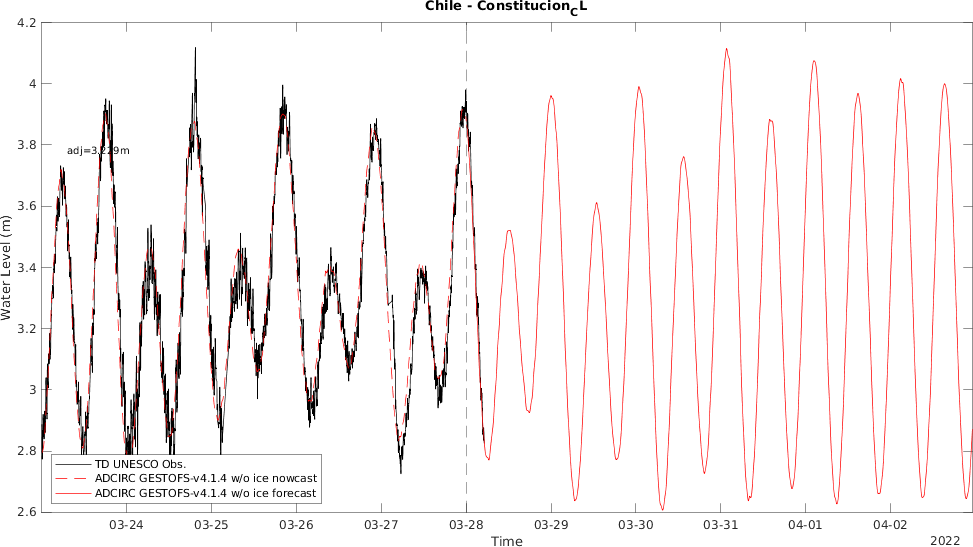 Chile - Constitucion_CL
4.2
4
3.8
3.6
3.4
3.2
3
2.8
2.6
Water Level (m)
adj=3.219m
TD UNESCO Obs.
ADCIRC GESTOFS-v4.1.4 w/o ice nowcast
ADCIRC GESTOFS-v4.1.4 w/o ice forecast
03-24 03-25 03-26 03-27 03-28 03-29 03-30 03-31 04-01 04-02
Time
2022